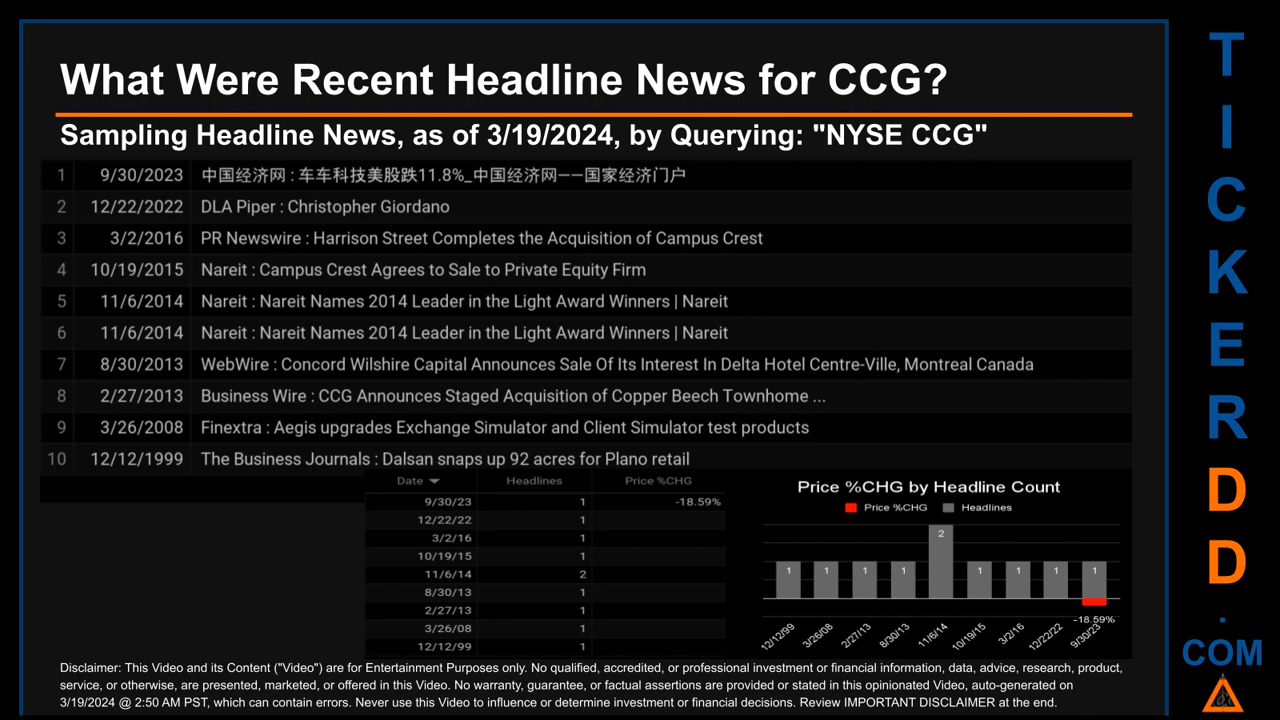 What Were Recent Headline News for CCG?
Sampling Headline News, as of 3/19/2024, by Querying: "NYSE CCG"
1 9/30/2023 中国经济网 : 车车科技美股跌11.8%_中国经济网——国家经济门户
2 12/22/2022 DLA Piper : Christopher Giordano
3 3/2/2016 PR Newswire : Harrison Street Completes the Acquisition of Campus Crest
4 10/19/2015 Nareit : Campus Crest Agrees to Sale to Private Equity Firm
5 11/6/2014 Nareit : Nareit Names 2014 Leader in the Light Award Winners | Nareit
6 11/6/2014 Nareit : Nareit Names 2014 Leader in the Light Award Winners | Nareit
7 8/30/2013 WebWire : Concord Wilshire Capital Announces Sale Of Its Interest In Delta Hotel Centre-Ville, Montreal Canada
8 2/27/2013 Business Wire : CCG Announces Staged Acquisition of Copper Beech Townhome ...
9 3/26/2008 Finextra : Aegis upgrades Exchange Simulator and Client Simulator test products
10 12/12/1999 The Business Journals : Dalsan snaps up 92 acres for Plano retail
Date Headlines Price %CHG
9/30/23 1 -18.59%
12/22/22 1
3/2/16 1
10/19/15 1
11/6/14 2
8/30/13 1
2/27/13 1
3/26/08 1
12/12/99 1
Price %CHG by Headline Count
Price %CHG Headlines
1 1 1 1 2 1 1 1 1
-18.59%
12/12/99 3/26/08 2/27/13 8/30/13 11/6/14 10/19/15 3/2/16 12/22/22 9/30/23
Disclaimer: This Video and its Content ("Video") are for Entertainment Purposes only. No qualified, accredited, or professional investment or financial information, data, advice, research, product,
service, or otherwise, are presented, marketed, or offered in this Video. No warranty, guarantee, or factual assertions are provided or stated in this opinionated Video, auto-generated on
3/19/2024 @ 2:50 AM PST, which can contain errors. Never use this Video to influence or determine investment or financial decisions. Review IMPORTANT DISCLAIMER at the end.
TICKERDD.COM